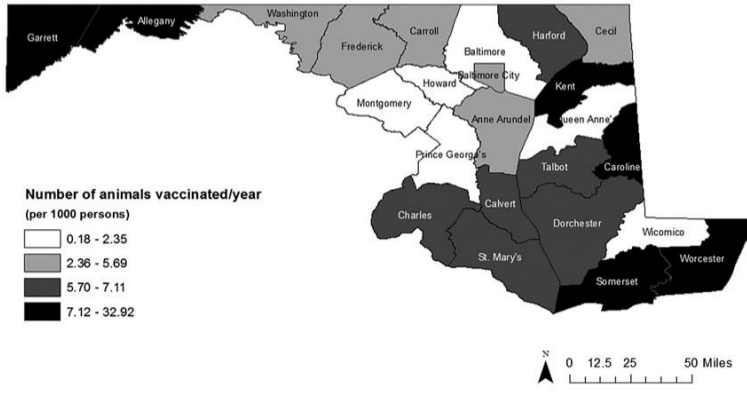 Garrett
Allegany
Washington
Frederick
Carroll
Baltimore
Baltimore City
Harford
Cecil
Howard
Kent
Montgomery
Anne Arundel
Queen Anne's
Prince George's
Talbot
Caroline
Calvert
Charles
Dorchester
St. Mary's
Wicomico
Somerset
Worcester
Number of animals vaccinated/year
(per 1000 persons)
0.18 - 2.35
2.36 - 5.69
5.70 - 7.11
7.12 - 32.92
N
0 12.5 25 50 Miles